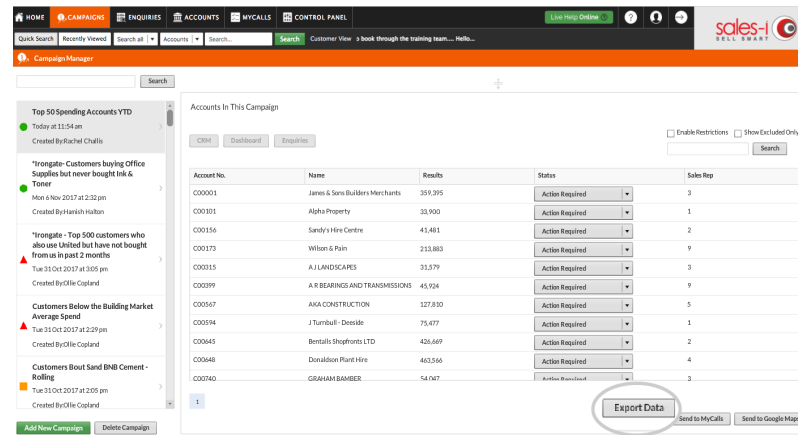 HOME CAMPAIGNS ENQUIRIES ACCOUNTS MYCALLS CONTROL PANEL Live Help Online ?
sales-i
SELL SMART
Quick Search Recently Viewed Search all Accounts Search... Search Customer View o book through the training team.... Hello...
Campaign Manager
Search
Top 50 Spending Accounts YTD
Today at 11:54 am
Created By:Rachel Challis
*Irongate- Customers buying Office
Supplies but never bought Ink &
Toner
Mon 6 Nov 2017 at 2:32 pm
Created By:Hamish Halton
*Irongate - Top 500 customers who
also use United but have not bought
from us in past 2 months
Tue 31 Oct 2017 at 3:05 pm
Created By:Ollie Copland
Customers Below the Building Market
Average Spend
Tue 31 Oct 2017 at 2:29 pm
Created By:Ollie Copland
Customers Bout Sand BNB Cement -
Rolling
Tue 31 Oct 2017 at 2:05 pm
Created By:Ollie Copland
Add New Campaign Delete Campaign
Accounts In This Campaign
CRM Dashboard Enquiries
Enable Restrictions Show Excluded Only
Search
Account No. Name Results Status Sales Rep
C00001 James & Sons Builders Merchants 359,395 Action Required 3
C00101 Alpha Property 33,900 Action Required 1
C00156 Sandy's Hire Centre 41,481 Action Required 2
C00173 Wilson & Pain 213,883 Action Required 9
C00315 A J LANDSCAPES 31,579 Action Required 3
C00399 A R BEARINGS AND TRANSMISSIONS 45,924 Action Required 9
C00567 AKA CONSTRUCTION 127,810 Action Required 5
C00594 J Turnbull - Deeside 75,477 Action Required 1
C00645 Bentalls Shopfronts LTD 426,669 Action Required 2
C00648 Donaldson Plant Hire 463,566 Action Required 4
C00740 GRAHAM BAMBER 54,047 Action Required 3
1
Export Data
Send to MyCalls Send to Google Maps